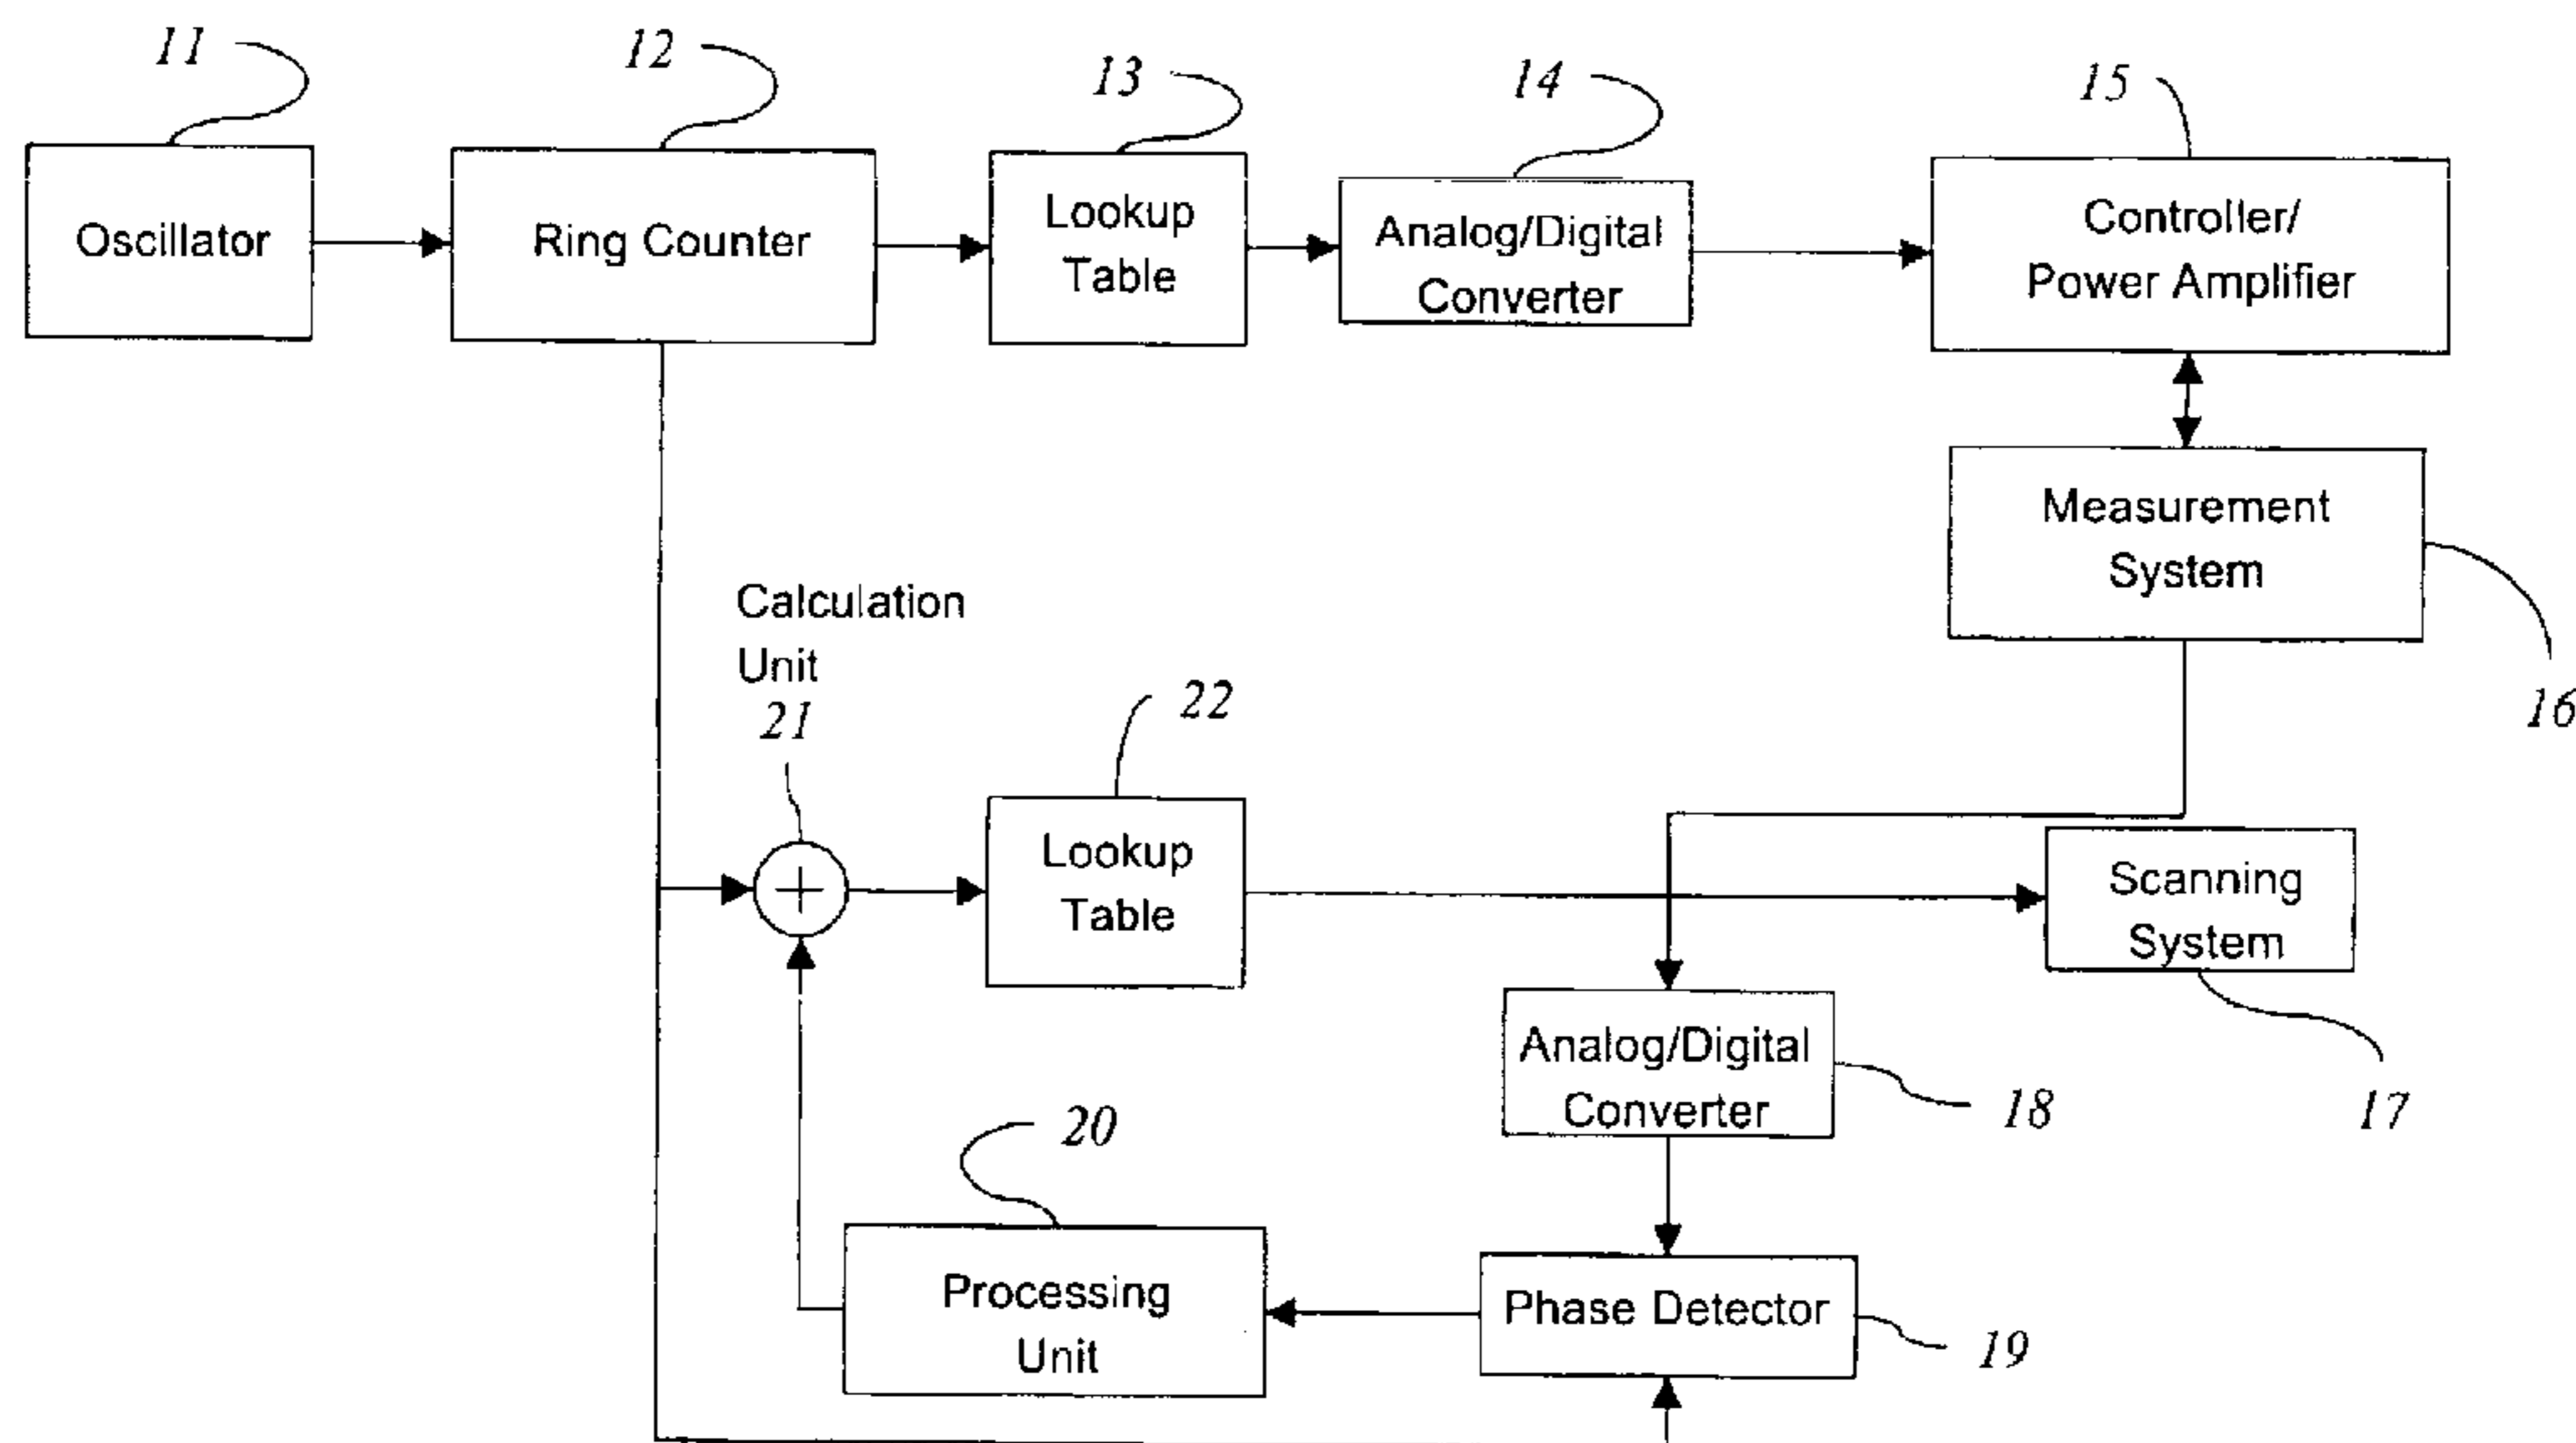 11
12
13
14
15
Oscillator
Ring Counter
Lookup
Table
Analog/Digital
Converter
Controller/
Power Amplifier
Measurement
System
16
Calculation
Unit
21
22
Lookup
Table
Scanning
System
17
Analog/Digital
Converter
18
20
Processing
Unit
Phase Detector
19